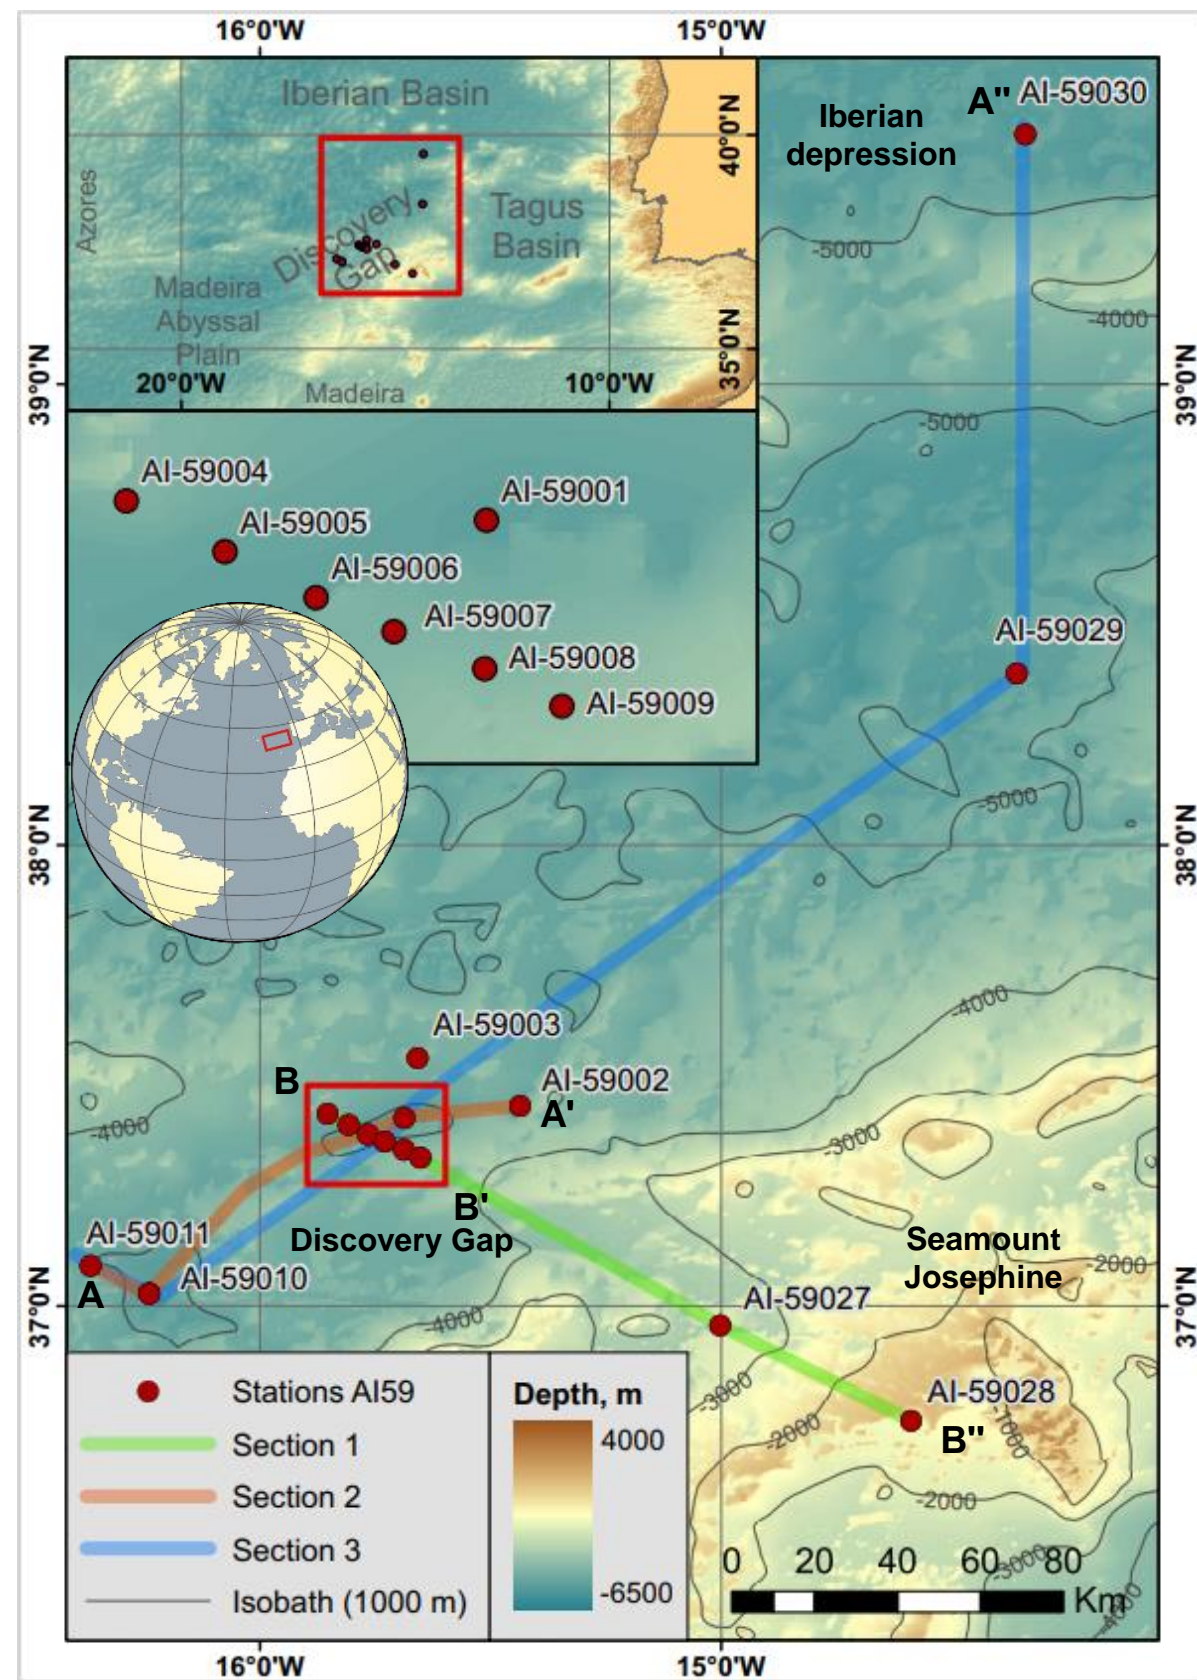 16°0'W
15°0'W
Iberian Basin
40°0'N
Azores
Discovery
Gap
Tagus
Basin
Madeira
Abyssal
Plain
35°0'N
20°0'W
10°0'W
Madeira
A" AI-59030
Iberian
depression
-5000
-4000
39°0'N
39°0'N
-5000
AI-59004
AI-59001
AI-59005
AI-59006
AI-59007
AI-59008
AI-59009
AI-59029
-5000
38°0'N
38°0'N
-4000
AI-59003
B
AI-59002
A'
-4000
-3000
B'
AI-59011
Discovery Gap
Seamount
Josephine
-2000
A
AI-59010
AI-59027
37°0'N
37°0'N
-4000
-3000
AI-59028
-2000
B"
-1000
-2000
Stations AI59
Section 1
Section 2
Section 3
Isobath (1000 m)
Depth, m
4000
-6500
0 20 40 60 80
Km
-3000
-4000
16°0'W
15°0'W